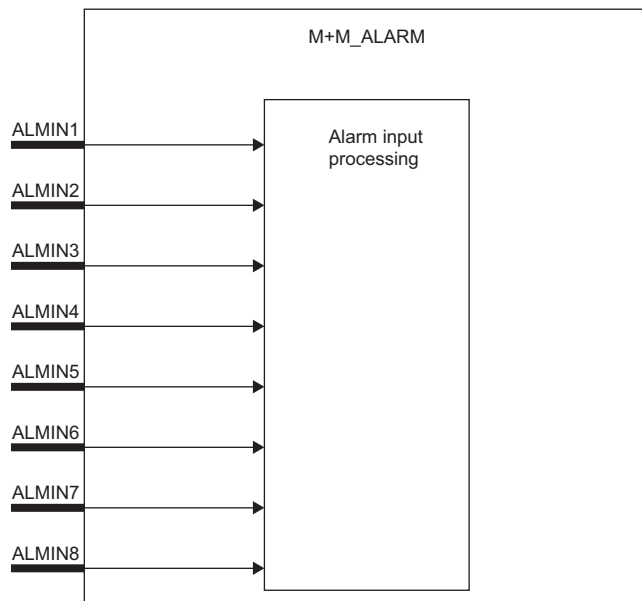 M+M_ALARM
ALMIN1
Alarm input
processing
ALMIN2
ALMIN3
ALMIN4
ALMIN5
ALMIN6
ALMIN7
ALMIN8